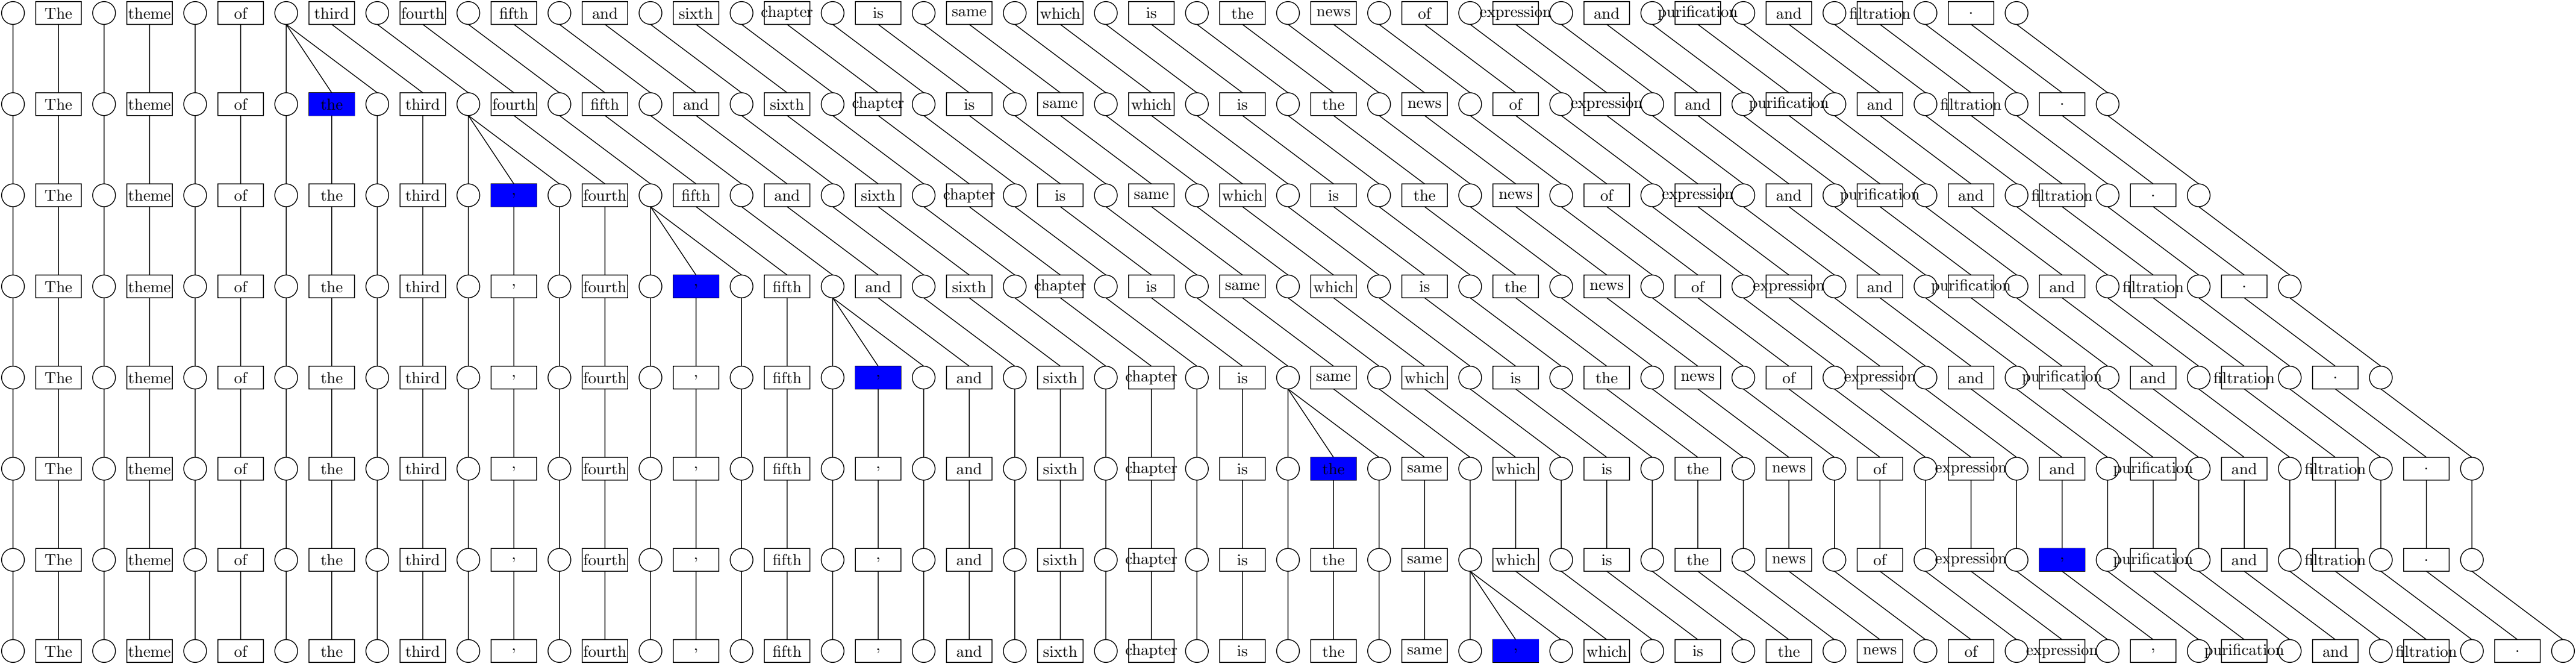 The theme of third fourth fifth and sixth chapter is same which is the news of expression and purification and filtration .
The theme of the third fourth fifth and sixth chapter is same which is the news of expression and purification and filtration .
The theme of the third , fourth fifth and sixth chapter is same which is the news of expression and purification and filtration .
The theme of the third , fourth , fifth and sixth chapter is same which is the news of expression and purification and filtration .
The theme of the third , fourth , fifth , and sixth chapter is same which is the news of expression and purification and filtration .
The theme of the third , fourth , fifth , and sixth chapter is the same which is the news of expression and purification and filtration .
The theme of the third , fourth , fifth , and sixth chapter is the same which is the news of expression , purification and filtration .
The theme of the third , fourth , fifth , and sixth chapter is the same , which is the news of expression , purification and filtration .